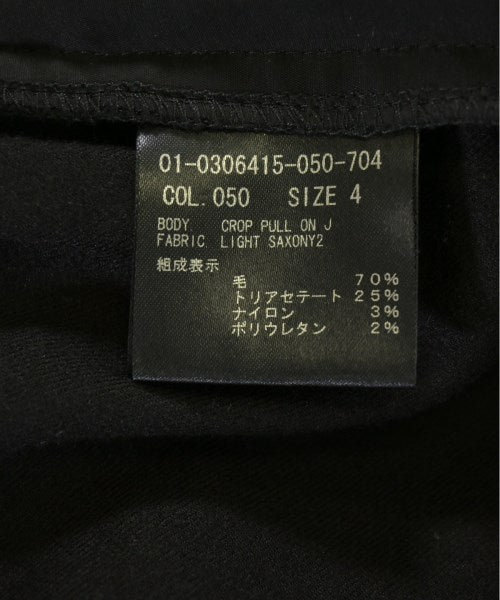 01-0306415-050-704
COL. 050 SIZE 4
BODY CROP PULL ON J
FABRIC LIGHT SAXONY2
組成表示
毛 70%
トリアセテート 25%
ナイロン 3%
ポリウレタン 2%